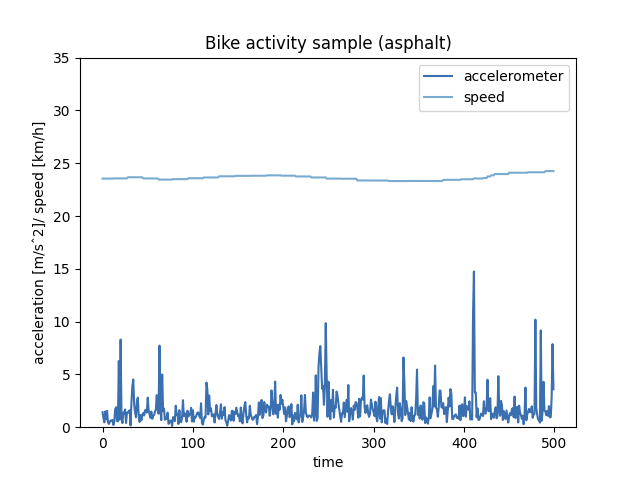 Bike activity sample (asphalt)
accelerometer
speed
35
30
25
20
15
10
5
0
acceleration [m/sˆ2]/ speed [km/h]
0 100 200 300 400 500
time